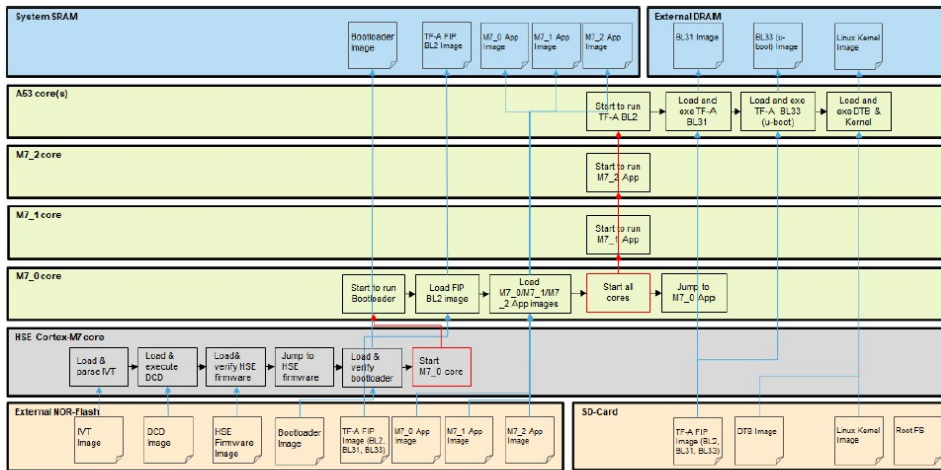 System SRAM
External DRAIM
Bootloader
Image
TF-A FIP
BL2 Image
M7_0 App
Image
M7_1 App
Image
M7_2 App
Image
BL31 Image
BL33 (u-
boot) Image
Linux Kernel
Image
A53 core(s)
Start to run
TF-A BL2
Load and
exe TF-A
BL31
Load and exe
TF-A BL33
(u-boot)
Load and
exe DTB &
Kernel
M7_2 core
Start to run
M7_2 App
M7_1 core
Start to run
M7_1 App
M7_0 core
Start to run
Bootloader
Load FIP
BL2 image
Load
M7_0/M7_1/M7
_2 App images
Start all
cores
Jump to
M7_0 App
HSE Cortex-M7 core
Load &
parse IVT
Load &
execute
DCD
Load&
verify HSE
firmware
Jump to
HSE
firmware
Load &
verify
bootloader
Start
M7_0 core
External NOR-Flash
SD-Card
IVT
Image
DCD
Image
HSE
Firmware
Image
Bootloader
Image
TF-A FIP
Image (BL2,
BL31, BL33)
M7_0 App
Image
M7_1 App
Image
M7_2 App
Image
TF-A FIP
Image (BL2,
BL31, BL33)
DTB Image
Linux Kernel
Image
Root FS